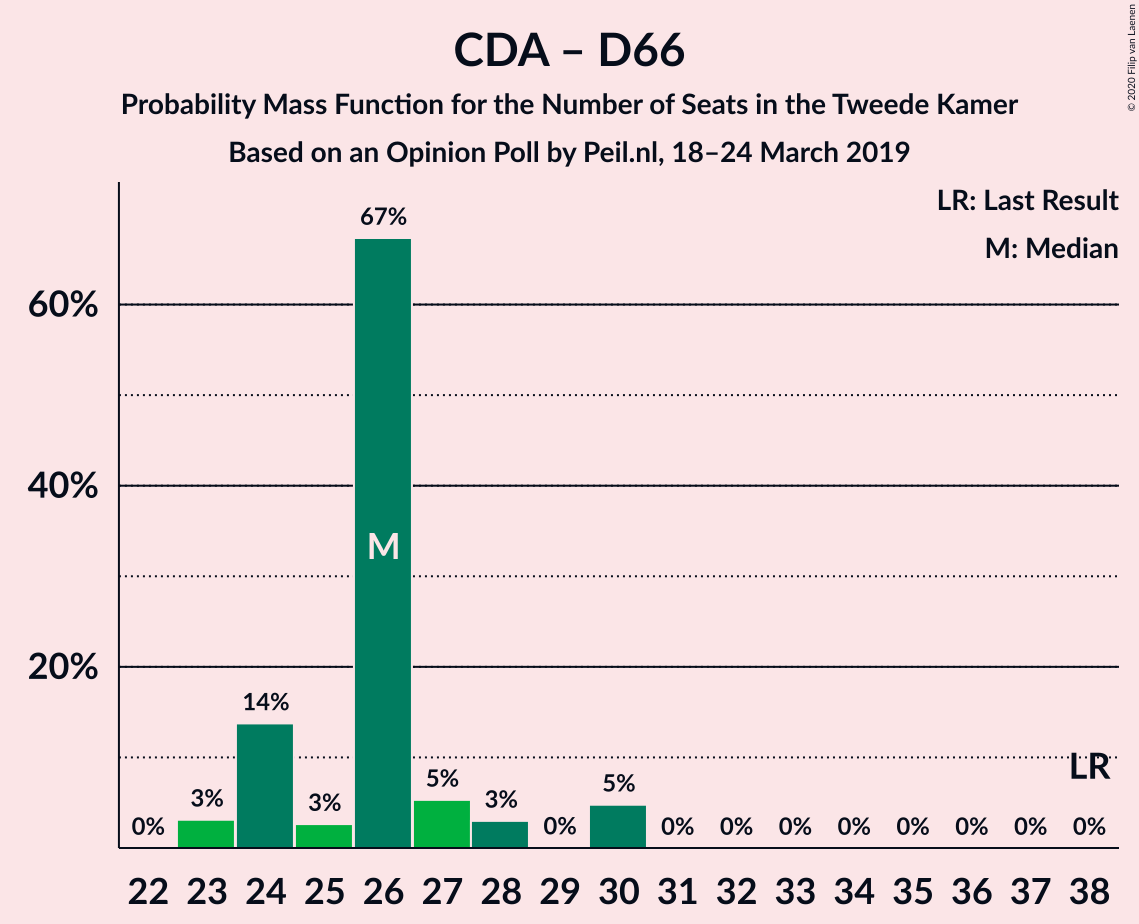 CDA – D66
Probability Mass Function for the Number of Seats in the Tweede Kamer
Based on an Opinion Poll by Peil.nl, 18–24 March 2019
© 2020 Filip van Laenen
LR: Last Result
M: Median
60%
40%
20%
0% 3% 14% 3% 67% 5% 3% 0% 5% 0% 0% 0% 0% 0% 0% 0% 0%
M
LR
22 23 24 25 26 27 28 29 30 31 32 33 34 35 36 37 38